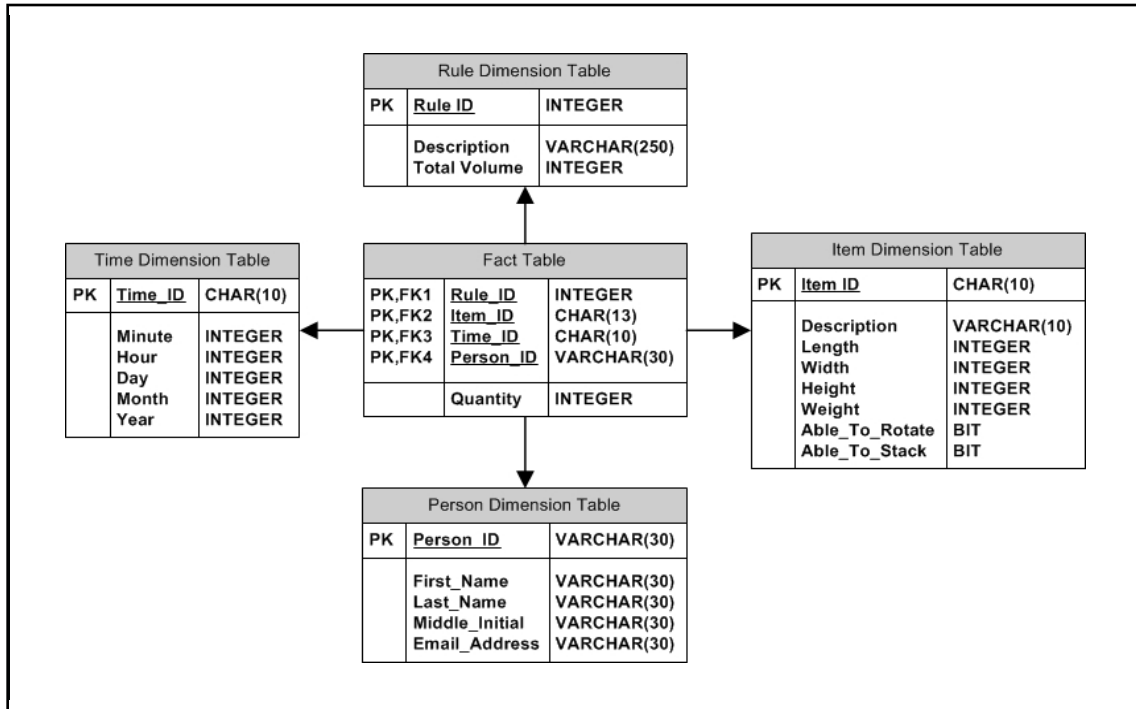 Rule Dimension Table
PK Rule ID INTEGER
Description VARCHAR(250)
Total Volume INTEGER
Time Dimension Table
PK Time_ID CHAR(10)
Minute INTEGER
Hour INTEGER
Day INTEGER
Month INTEGER
Year INTEGER
Fact Table
PK,FK1 Rule_ID INTEGER
PK,FK2 Item_ID CHAR(13)
PK,FK3 Time_ID CHAR(10)
PK,FK4 Person_ID VARCHAR(30)
Quantity INTEGER
Item Dimension Table
PK Item ID CHAR(10)
Description VARCHAR(10)
Length INTEGER
Width INTEGER
Height INTEGER
Weight INTEGER
Able_To_Rotate BIT
Able_To_Stack BIT
Person Dimension Table
PK Person_ID VARCHAR(30)
First_Name VARCHAR(30)
Last_Name VARCHAR(30)
Middle_Initial VARCHAR(30)
Email_Address VARCHAR(30)